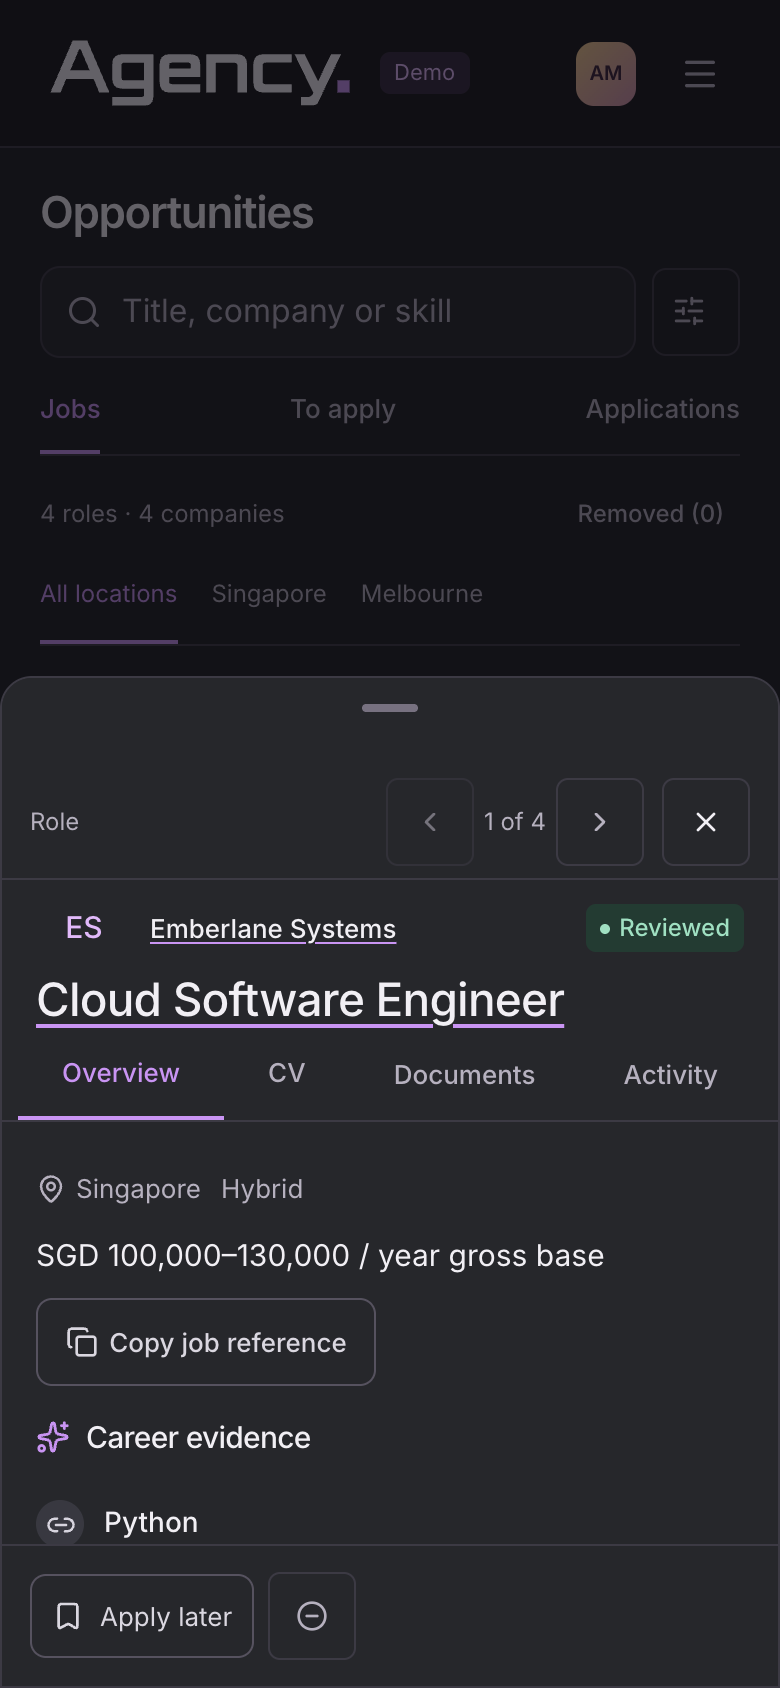 Agency.
Demo
AM
Opportunities
Title, company or skill
Jobs
To apply
Applications
4 roles · 4 companies
Removed (0)
All locations
Singapore
Melbourne
Role
1 of 4
ES
Emberlane Systems
Reviewed
Cloud Software Engineer
Overview
CV
Documents
Activity
Singapore
Hybrid
SGD 100,000–130,000 / year gross base
Copy job reference
Career evidence
Python
Apply later